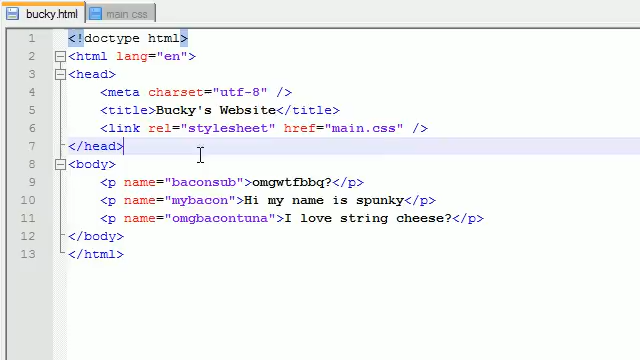 bucky.html main.css
1 <!doctype html>
2 <html lang="en">
3 <head>
4 <meta charset="utf-8" />
5 <title>Bucky's Website</title>
6 <link rel="stylesheet" href="main.css" />
7 </head>
8 <body>
9 <p name="baconsub">omgwtfbbq?</p>
10 <p name="mybacon">Hi my name is spunky</p>
11 <p name="omgbacontuna">I love string cheese?</p>
12 </body>
13 </html>